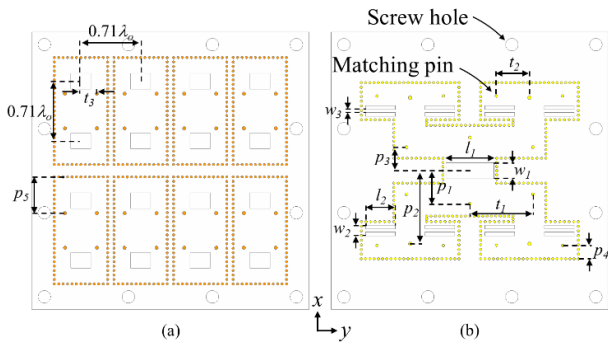 0.71λₒ
0.71λₒ
t₃
p₅
(a)
x
y
Screw hole
Matching pin
t₂
w₃
p₃
l₁
w₁
p₁
p₂
l₂
t₁
w₂
p₄
(b)